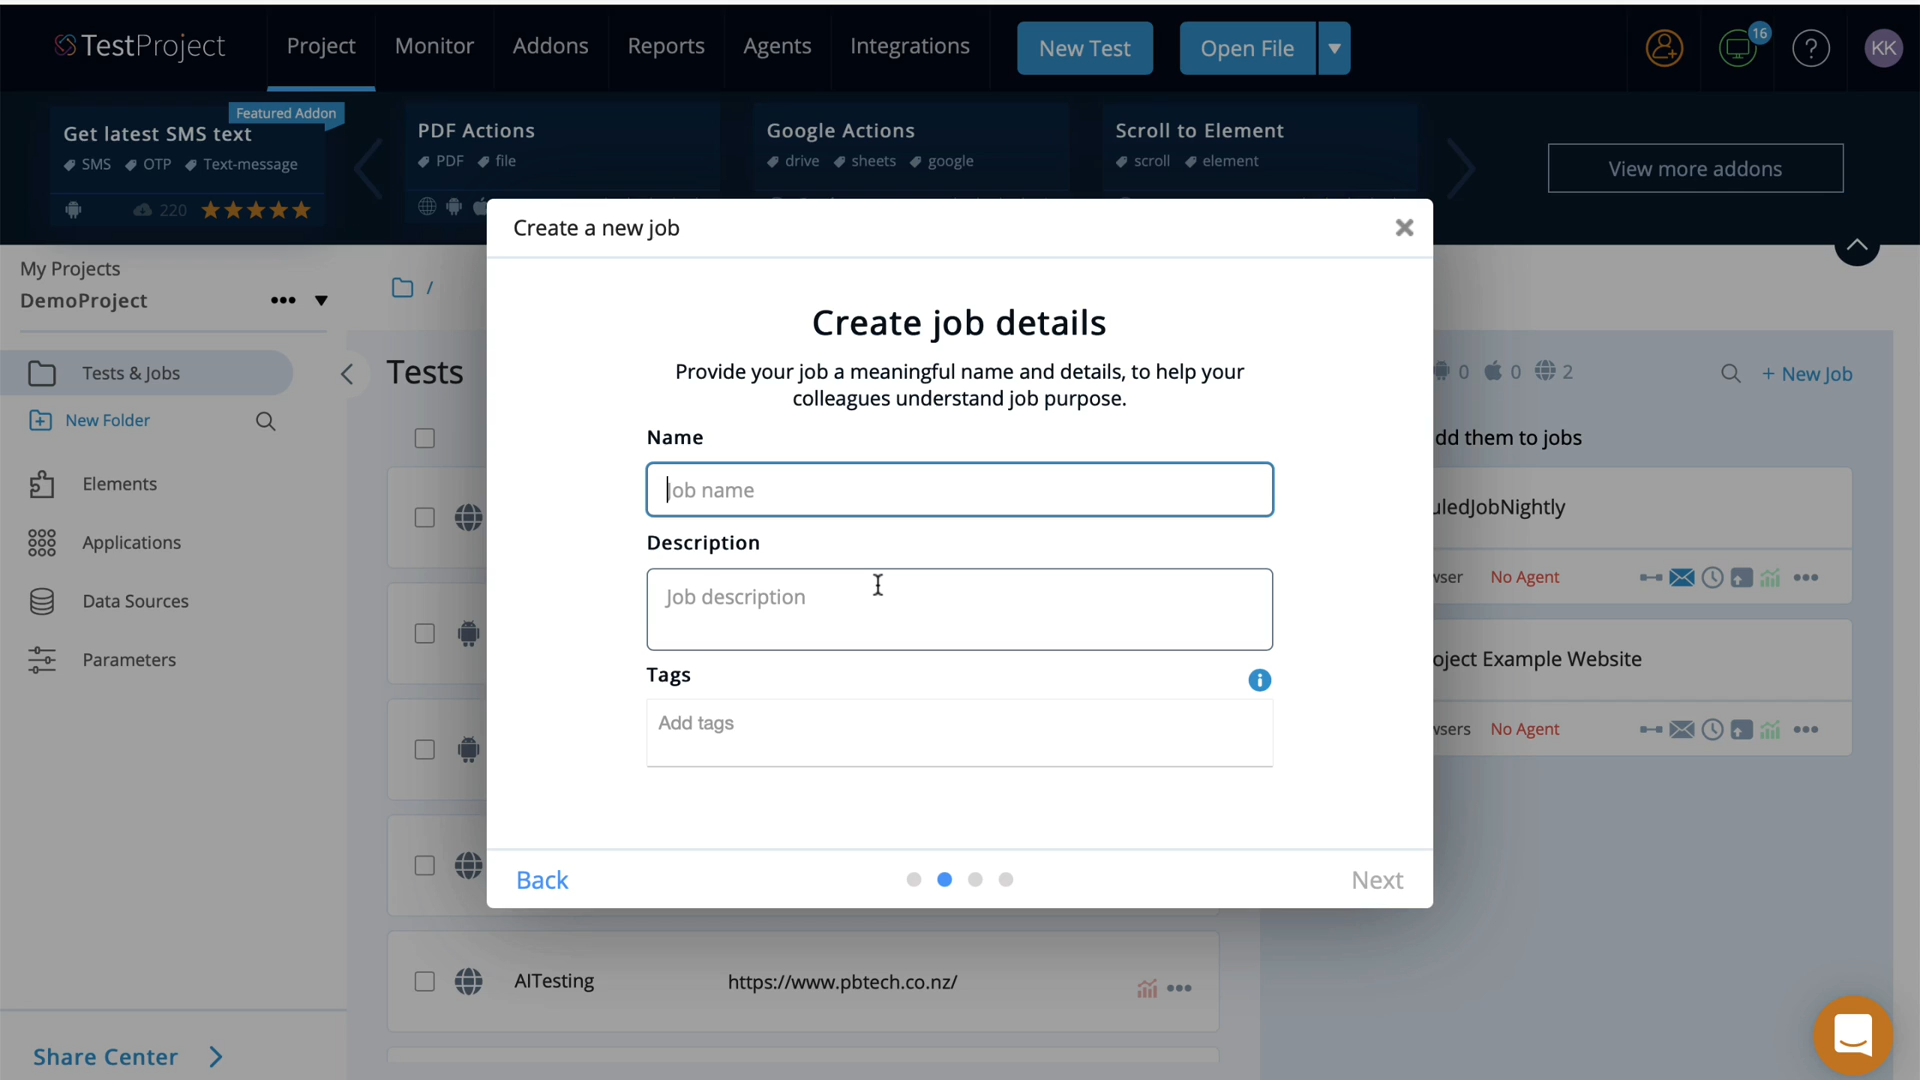 TestProject
Project
Monitor
Addons
Reports
Agents
Integrations
New Test
Open File
16
?
KK
Featured Addon
Get latest SMS text
SMS OTP Text-message
220
PDF Actions
PDF file
Google Actions
drive sheets google
Scroll to Element
scroll element
View more addons
My Projects
DemoProject
Tests & Jobs
New Folder
Elements
Applications
Data Sources
Parameters
Share Center
/
Tests
Create a new job
Create job details
Provide your job a meaningful name and details, to help your
colleagues understand job purpose.
Name
Job name
Description
Job description
Tags
Add tags
Back
Next
0 0 2
+ New Job
dd them to jobs
uledJobNightly
wser No Agent
oject Example Website
wsers No Agent
AITesting https://www.pbtech.co.nz/